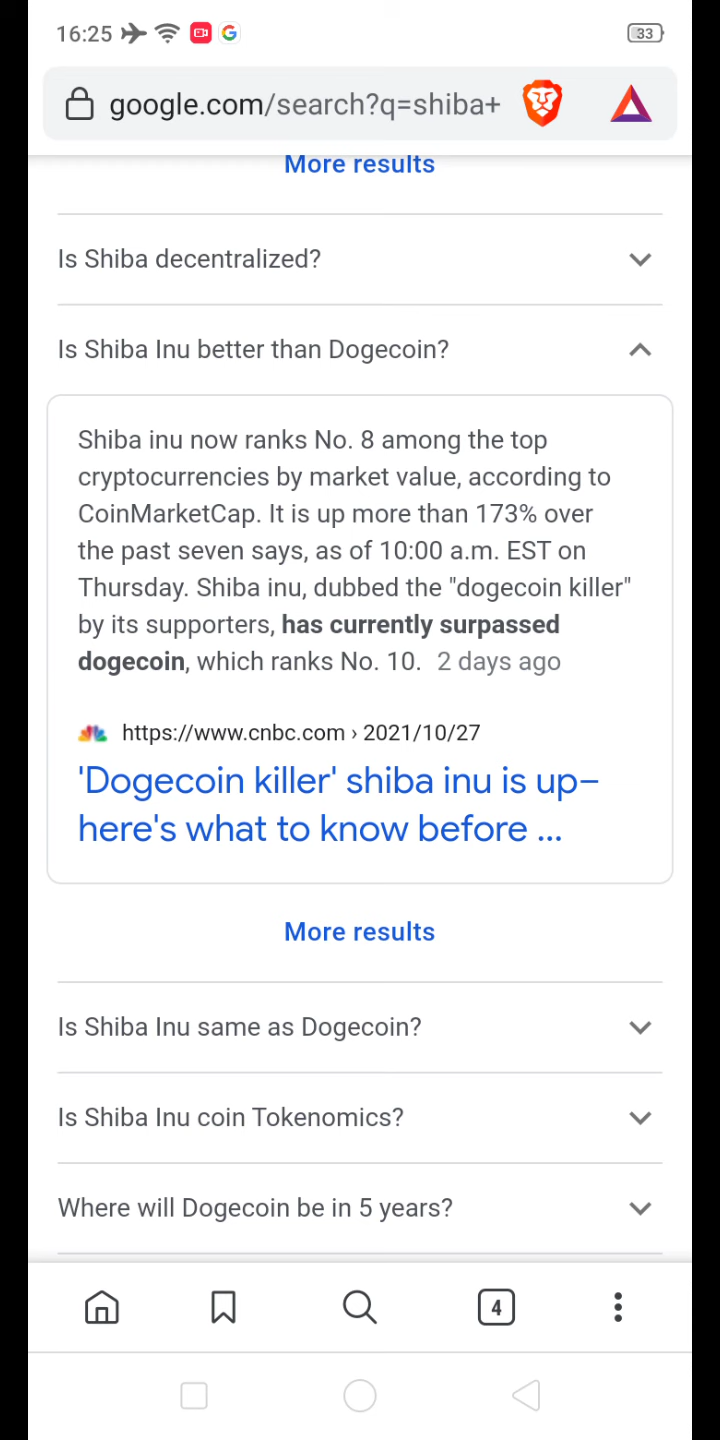 16:25
33
google.com/search?q=shiba+
More results
Is Shiba decentralized?
Is Shiba Inu better than Dogecoin?
Shiba inu now ranks No. 8 among the top
cryptocurrencies by market value, according to
CoinMarketCap. It is up more than 173% over
the past seven says, as of 10:00 a.m. EST on
Thursday. Shiba inu, dubbed the "dogecoin killer"
by its supporters, has currently surpassed
dogecoin, which ranks No. 10. 2 days ago
https://www.cnbc.com › 2021/10/27
'Dogecoin killer' shiba inu is up–
here's what to know before ...
More results
Is Shiba Inu same as Dogecoin?
Is Shiba Inu coin Tokenomics?
Where will Dogecoin be in 5 years?
4